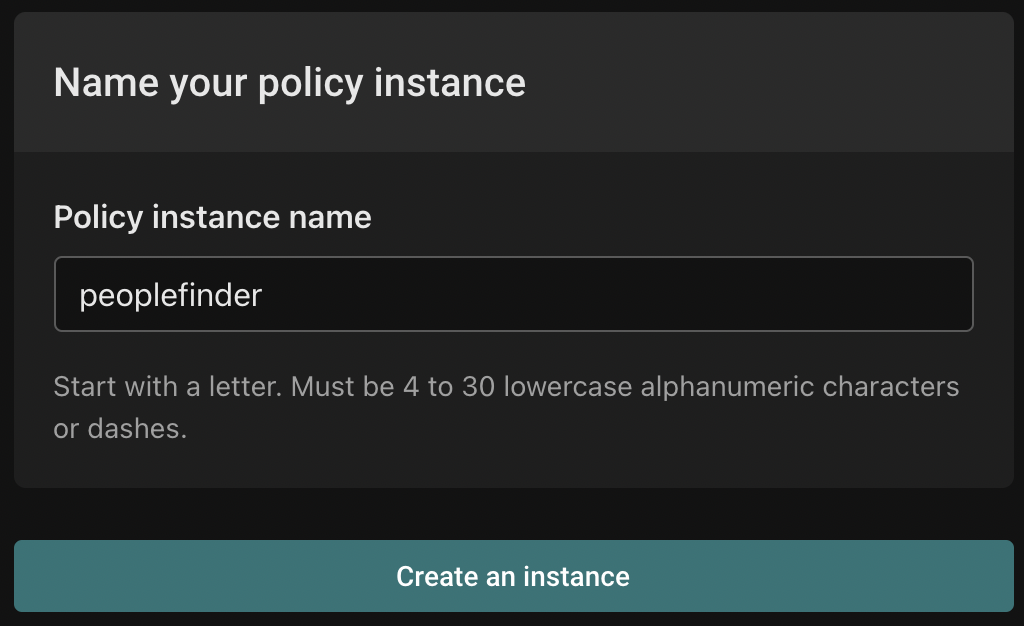 Name your policy instance
Policy instance name
peoplefinder
Start with a letter. Must be 4 to 30 lowercase alphanumeric characters
or dashes.
Create an instance